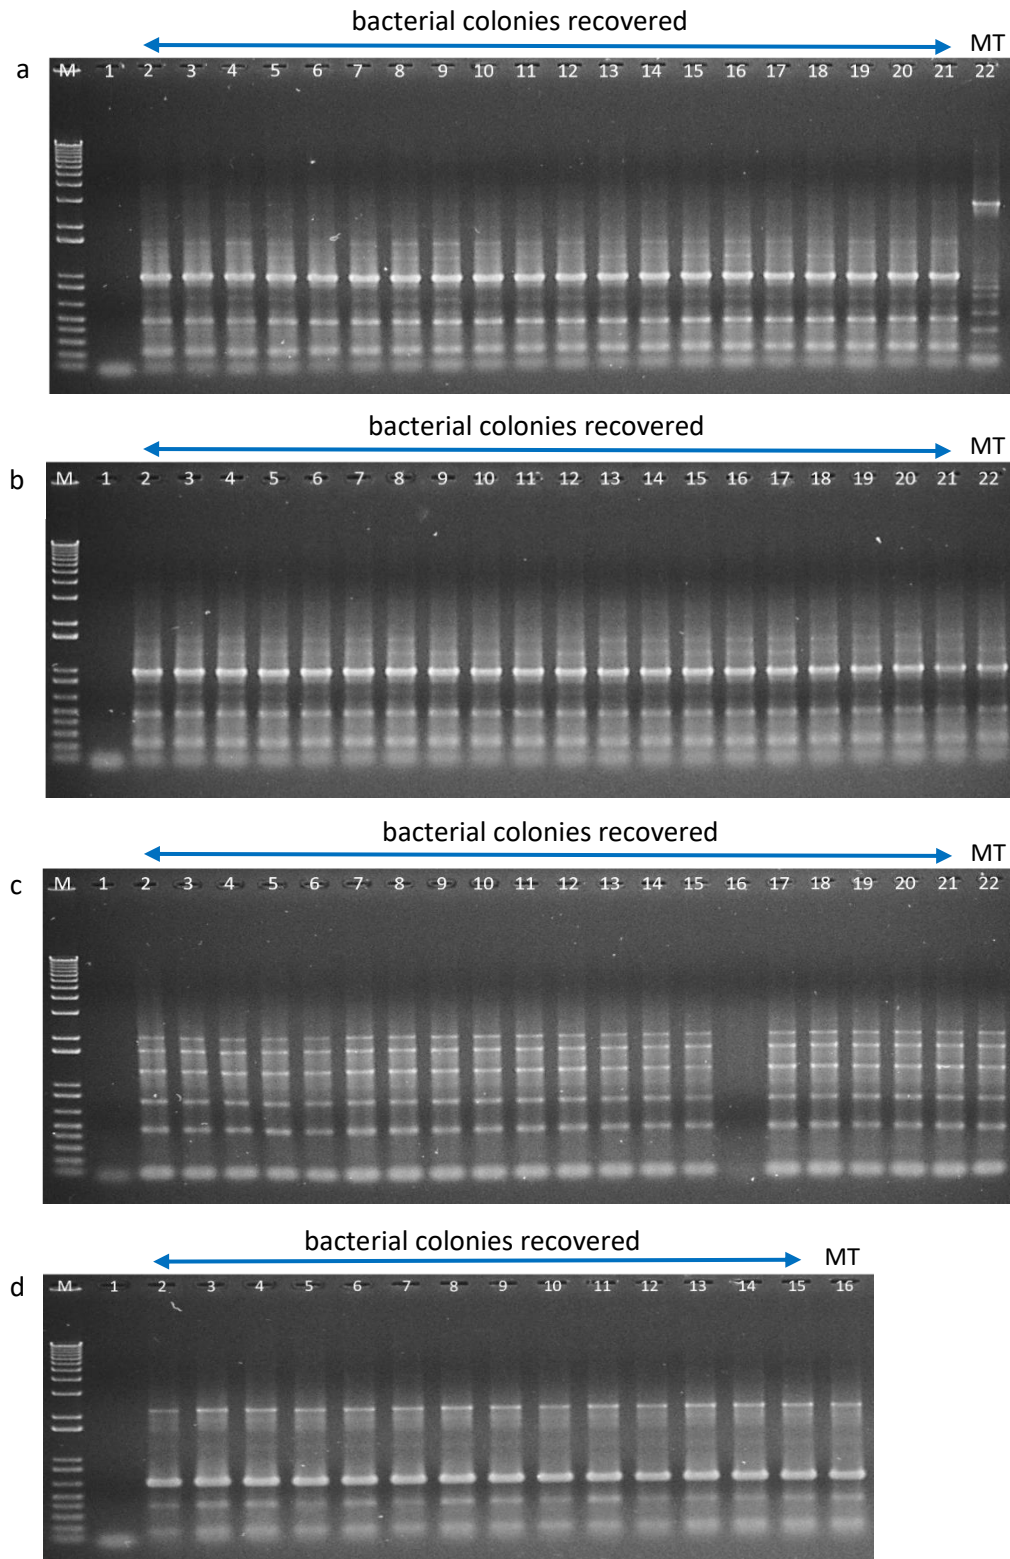 bacterial colonies recovered
MT
a M 1 2 3 4 5 6 7 8 9 10 11 12 13 14 15 16 17 18 19 20 21 22
bacterial colonies recovered
MT
b M 1 2 3 4 5 6 7 8 9 10 11 12 13 14 15 16 17 18 19 20 21 22
bacterial colonies recovered
MT
c M 1 2 3 4 5 6 7 8 9 10 11 12 13 14 15 16 17 18 19 20 21 22
bacterial colonies recovered
MT
d M 1 2 3 4 5 6 7 8 9 10 11 12 13 14 15 16